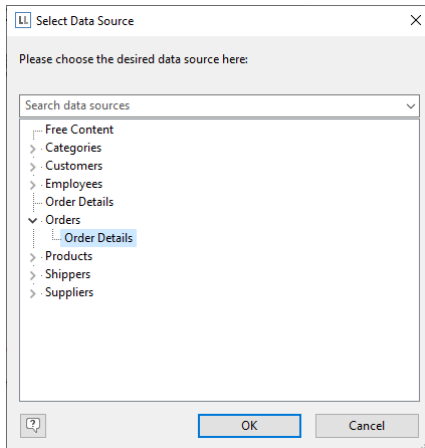 LL Select Data Source
Please choose the desired data source here:
Search data sources
Free Content
Categories
Customers
Employees
Order Details
Orders
Order Details
Products
Shippers
Suppliers
?
OK Cancel